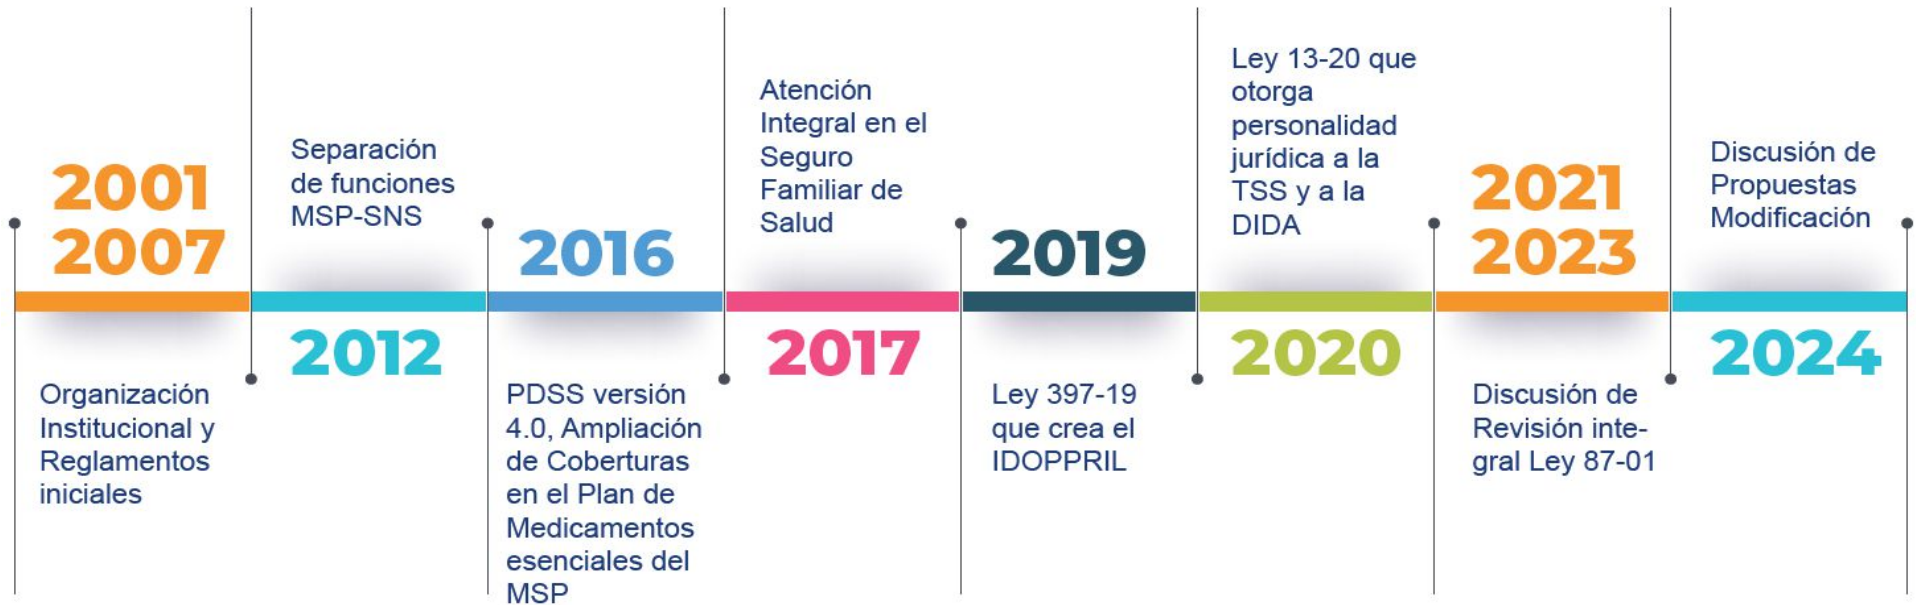 2001
2007
Organización
Institucional y
Reglamentos
iniciales
Separación
de funciones
MSP-SNS
2012
2016
PDSS versión
4.0, Ampliación
de Coberturas
en el Plan de
Medicamentos
esenciales del
MSP
Atención
Integral en el
Seguro
Familiar de
Salud
2017
2019
Ley 397-19
que crea el
IDOPPRIL
Ley 13-20 que
otorga
personalidad
jurídica a la
TSS y a la
DIDA
2020
2021
2023
Discusión de
Revisión inte-
gral Ley 87-01
Discusión de
Propuestas
Modificación
2024